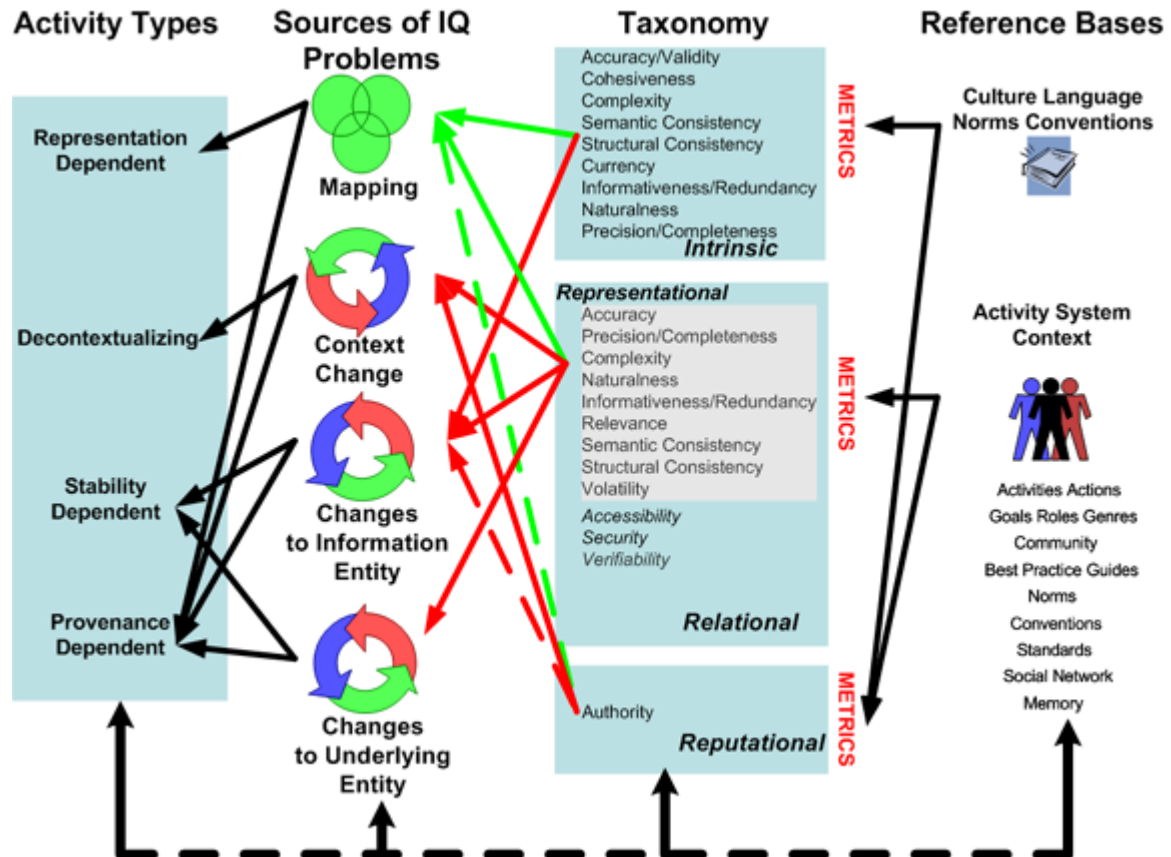 Activity Types
Sources of IQ
Problems
Taxonomy
Reference Bases
Representation
Dependent
Decontextualizing
Stability
Dependent
Provenance
Dependent
Mapping
Context
Change
Changes
to Information
Entity
Changes
to Underlying
Entity
Accuracy/Validity
Cohesiveness
Complexity
Semantic Consistency
Structural Consistency
Currency
Informativeness/Redundancy
Naturalness
Precision/Completeness
Intrinsic
METRICS
Representational
Accuracy
Precision/Completeness
Complexity
Naturalness
Informativeness/Redundancy
Relevance
Semantic Consistency
Structural Consistency
Volatility
Accessibility
Security
Verifiability
Relational
METRICS
Authority
Reputational
METRICS
Culture Language
Norms Conventions
Activity System
Context
Activities Actions
Goals Roles Genres
Community
Best Practice Guides
Norms
Conventions
Standards
Social Network
Memory